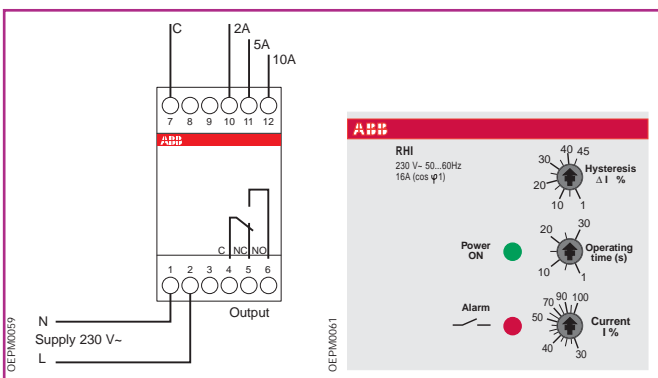 C
2A
5A
10A
7 8 9 10 11 12
ABB
C NC NO
1 2 3 4 5 6
Output
N
Supply 230 V~
L
OEPM0059
ABB
RHI
230 V~ 50...60Hz
16A (cos φ1)
40 45
30
20
10 1
Hysteresis
Δ I %
Power
ON
30
20
10 1
Operating
time (s)
Alarm
70 90 100
50
40 30
Current
I %
OEPM0061